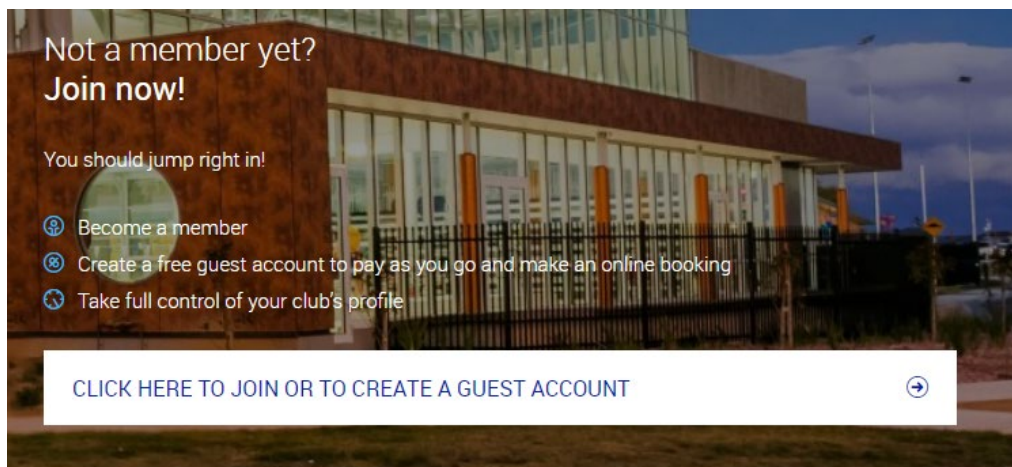 Not a member yet?
Join now!
You should jump right in!
Become a member
Create a free guest account to pay as you go and make an online booking
Take full control of your club's profile
CLICK HERE TO JOIN OR TO CREATE A GUEST ACCOUNT